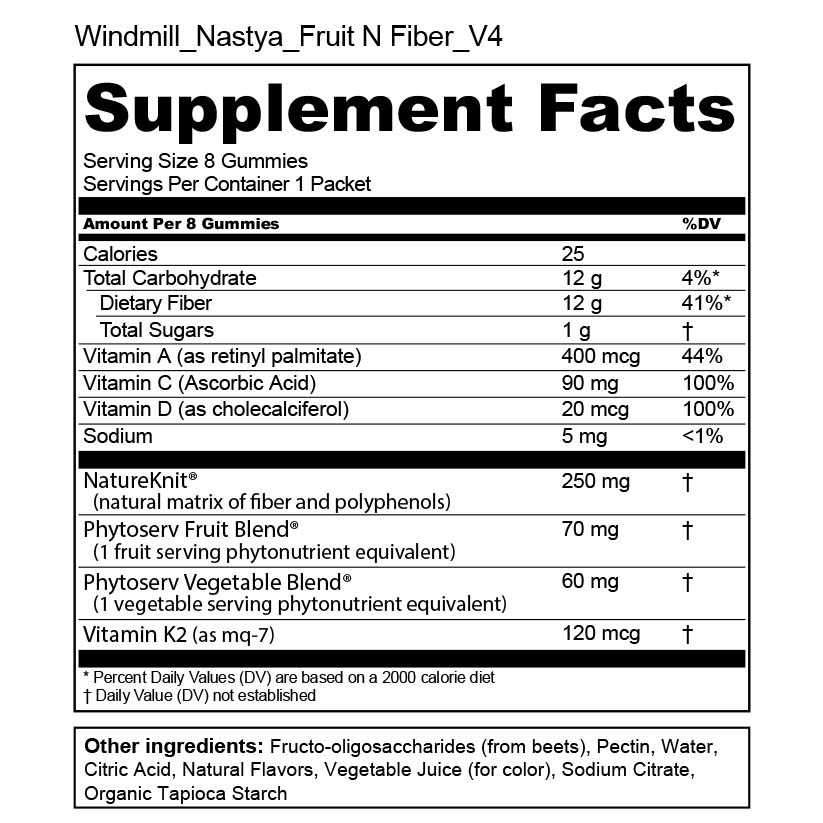 Windmill_Nastya_Fruit N Fiber_V4
Supplement Facts
Serving Size 8 Gummies
Servings Per Container 1 Packet
Amount Per 8 Gummies %DV
Calories 25
Total Carbohydrate 12 g 4%*
Dietary Fiber 12 g 41%*
Total Sugars 1 g †
Vitamin A (as retinyl palmitate) 400 mcg 44%
Vitamin C (Ascorbic Acid) 90 mg 100%
Vitamin D (as cholecalciferol) 20 mcg 100%
Sodium 5 mg <1%
NatureKnit® 250 mg †
(natural matrix of fiber and polyphenols)
Phytoserv Fruit Blend® 70 mg †
(1 fruit serving phytonutrient equivalent)
Phytoserv Vegetable Blend® 60 mg †
(1 vegetable serving phytonutrient equivalent)
Vitamin K2 (as mq-7) 120 mcg †
* Percent Daily Values (DV) are based on a 2000 calorie diet
† Daily Value (DV) not established
Other ingredients: Fructo-oligosaccharides (from beets), Pectin, Water,
Citric Acid, Natural Flavors, Vegetable Juice (for color), Sodium Citrate,
Organic Tapioca Starch